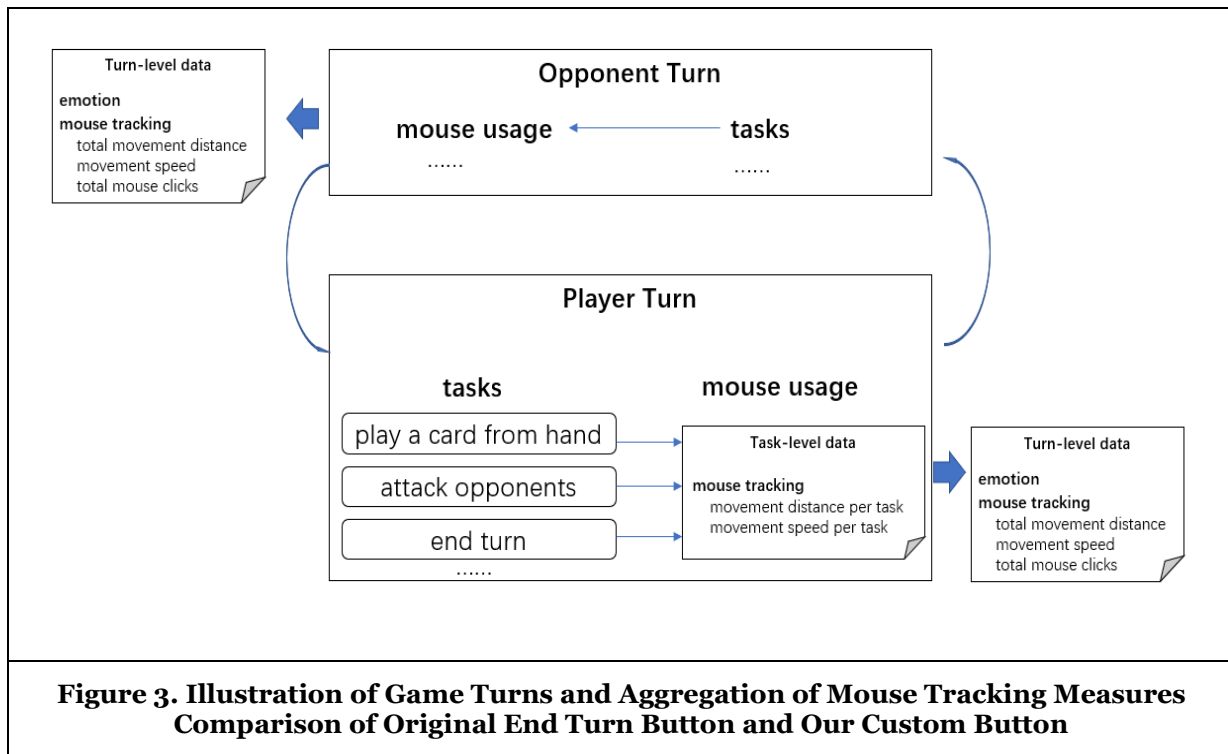 Turn-level data
emotion
mouse tracking
total movement distance
movement speed
total mouse clicks
Opponent Turn
mouse usage
tasks
......
......
Player Turn
tasks
mouse usage
play a card from hand
attack opponents
end turn
......
Task-level data
mouse tracking
movement distance per task
movement speed per task
Turn-level data
emotion
mouse tracking
total movement distance
movement speed
total mouse clicks
Figure 3. Illustration of Game Turns and Aggregation of Mouse Tracking Measures
Comparison of Original End Turn Button and Our Custom Button